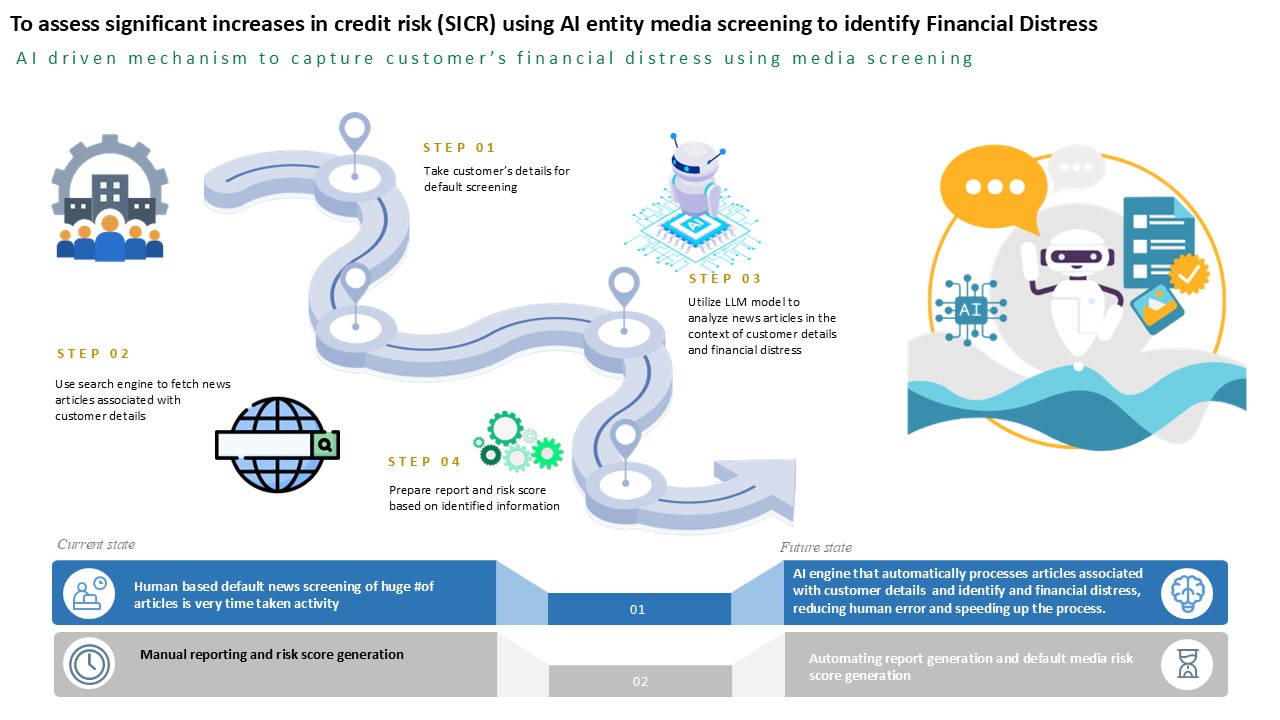 To assess significant increases in credit risk (SICR) using AI entity media screening to identify Financial Distress
AI driven mechanism to capture customer's financial distress using media screening
STEP 01
Take customer's details for
default screening
AI
STEP 03
Utilize LLM model to
analyze news articles in the
context of customer details
and financial distress
AI
STEP 02
Use search engine to fetch news
articles associated with
customer details
STEP 04
Prepare report and risk score
based on identified information
Current state
Future state
Human based default news screening of huge #of
articles is very time taken activity
01
AI engine that automatically processes articles associated
with customer details and identify and financial distress,
reducing human error and speeding up the process.
Manual reporting and risk score generation
02
Automating report generation and default media risk
score generation